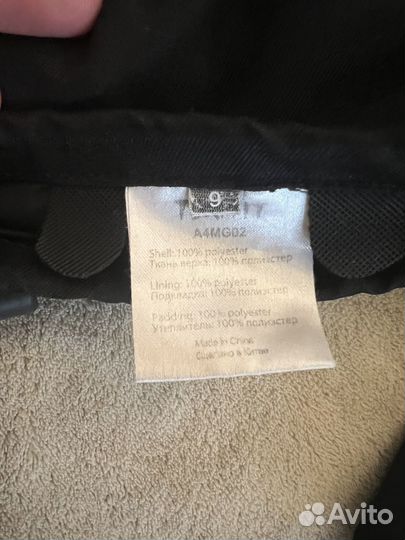 9
A4MG02
Shell: 100% polyester
Ткань верха: 100% полиэстер
Lining: 100% polyester
Подкладка: 100% полиэстер
Padding: 100% polyester
Утеплитель: 100% полиэстер
Made in China
Сделано в Китае
Avito